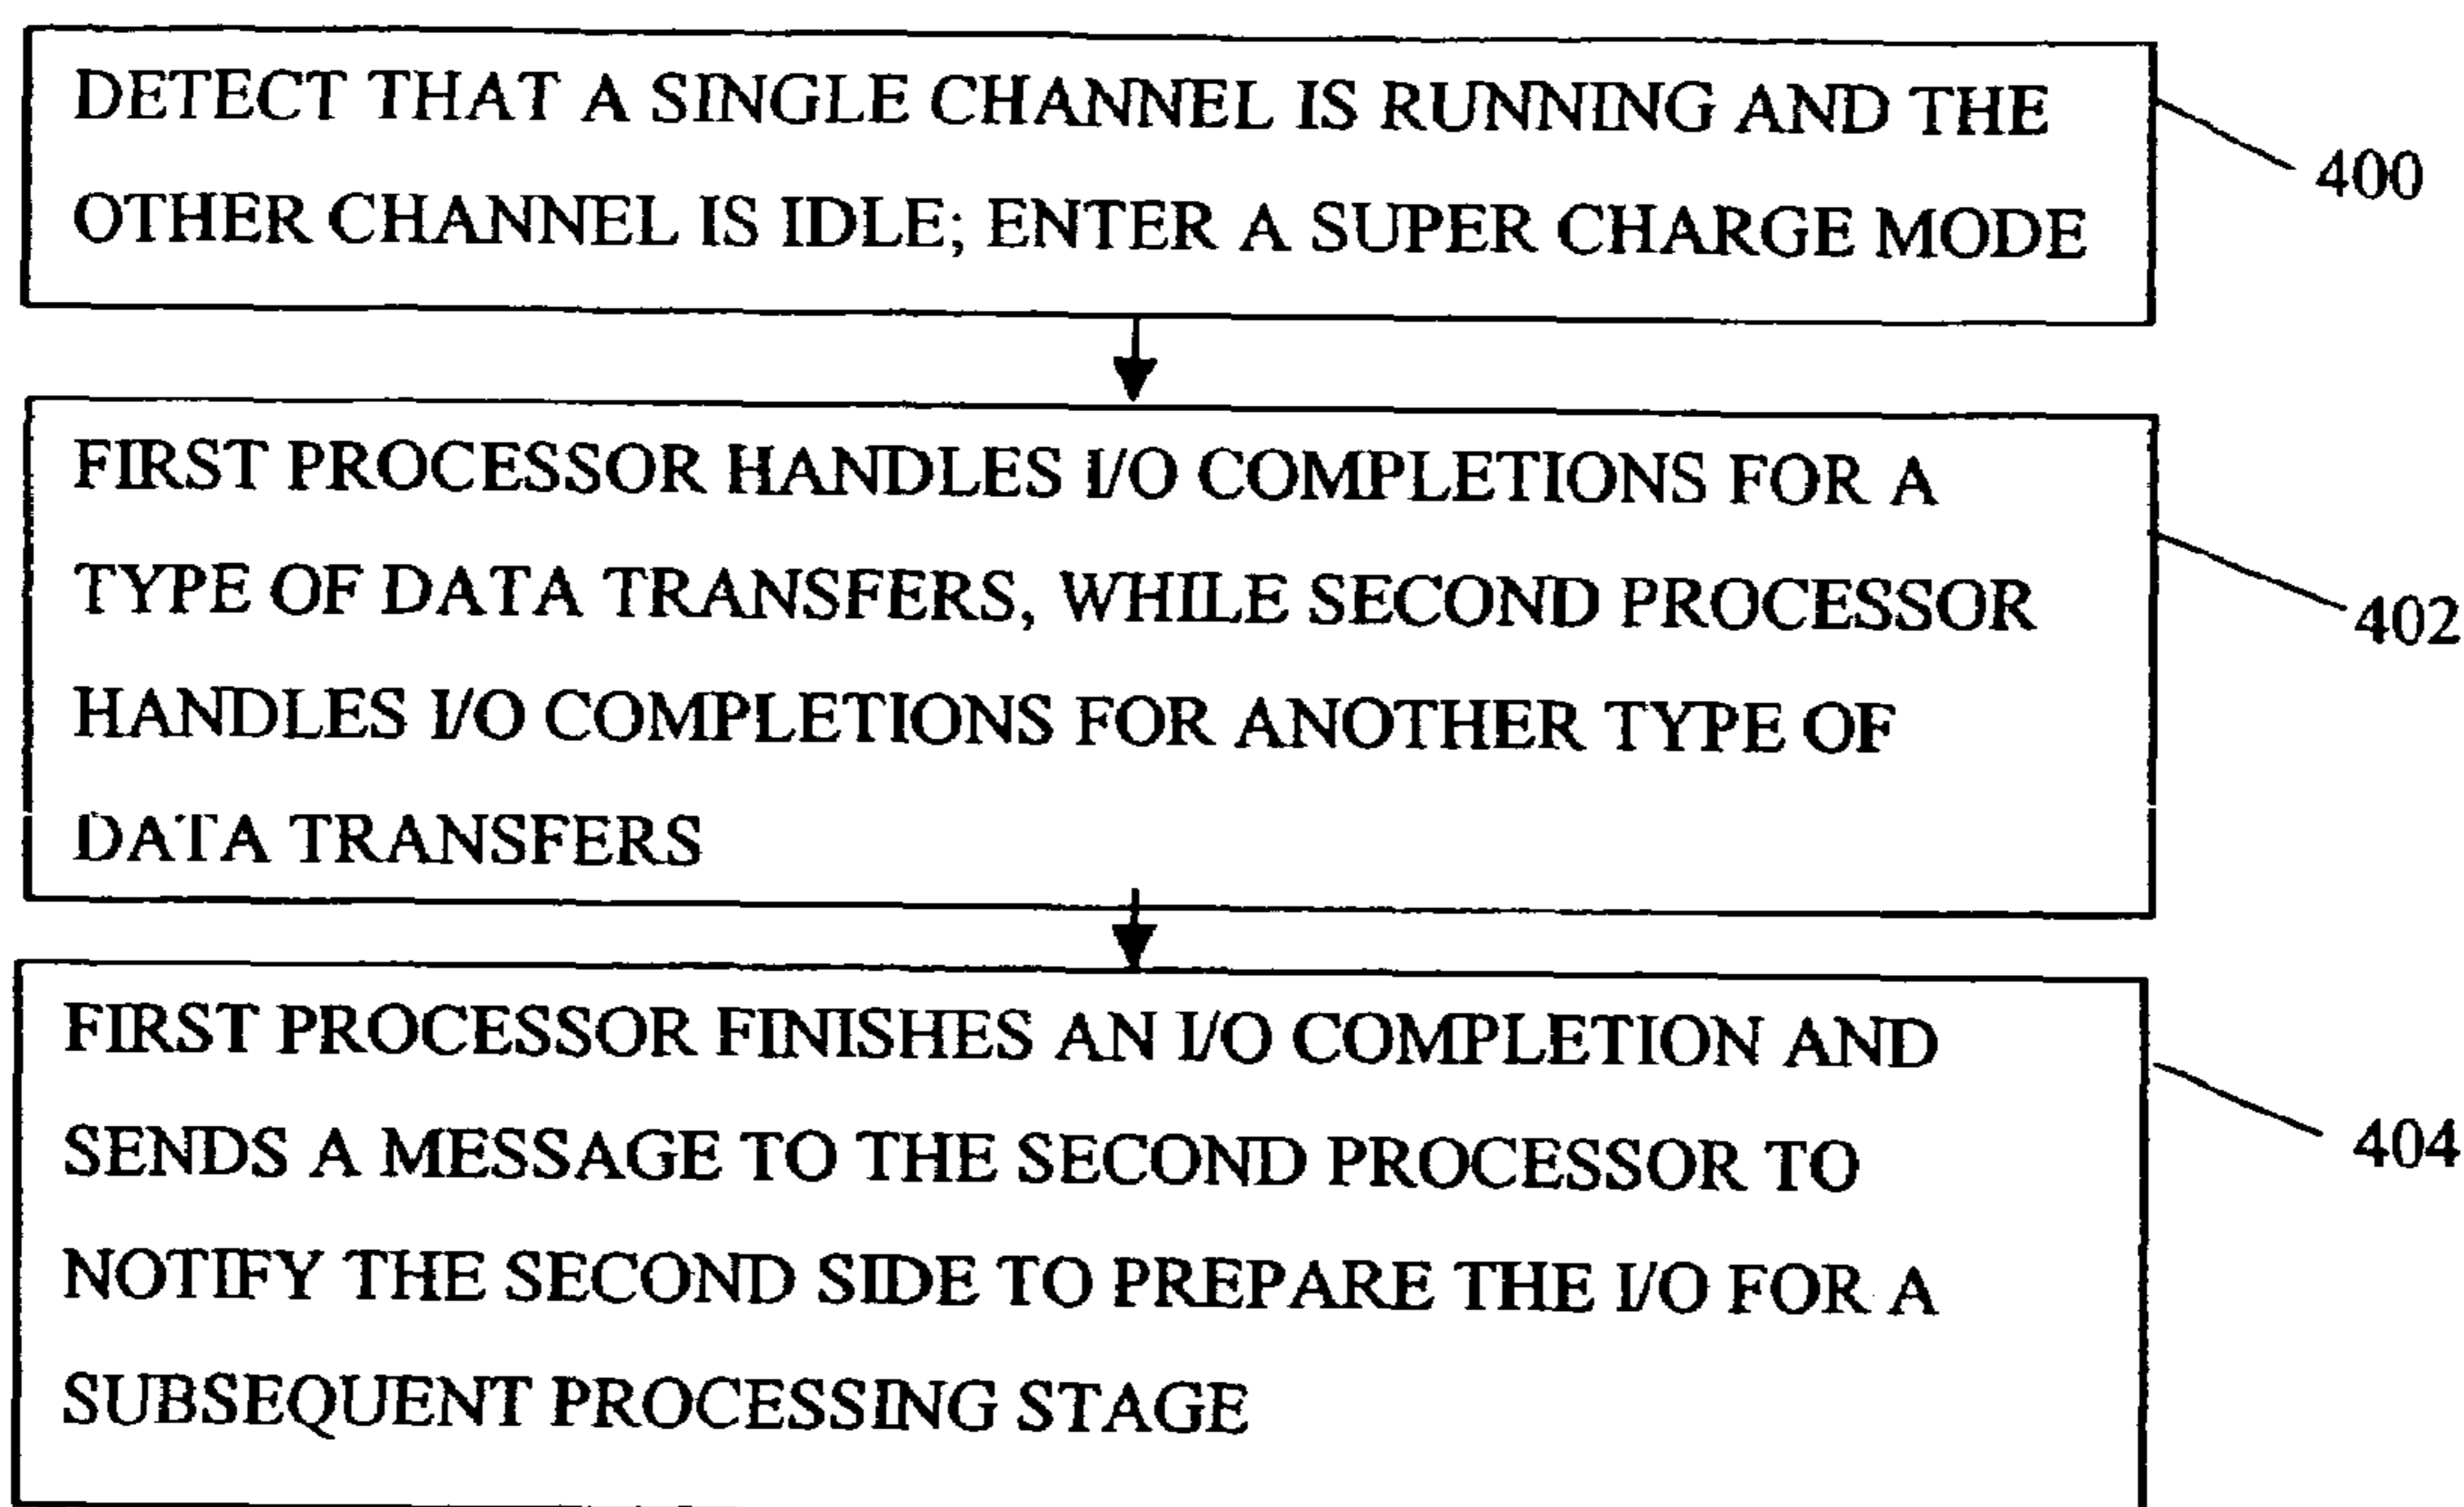 DETECT THAT A SINGLE CHANNEL IS RUNNING AND THE
OTHER CHANNEL IS IDLE; ENTER A SUPER CHARGE MODE
400
FIRST PROCESSOR HANDLES I/O COMPLETIONS FOR A
TYPE OF DATA TRANSFERS, WHILE SECOND PROCESSOR
HANDLES I/O COMPLETIONS FOR ANOTHER TYPE OF
DATA TRANSFERS
402
FIRST PROCESSOR FINISHES AN I/O COMPLETION AND
SENDS A MESSAGE TO THE SECOND PROCESSOR TO
NOTIFY THE SECOND SIDE TO PREPARE THE I/O FOR A
SUBSEQUENT PROCESSING STAGE
404